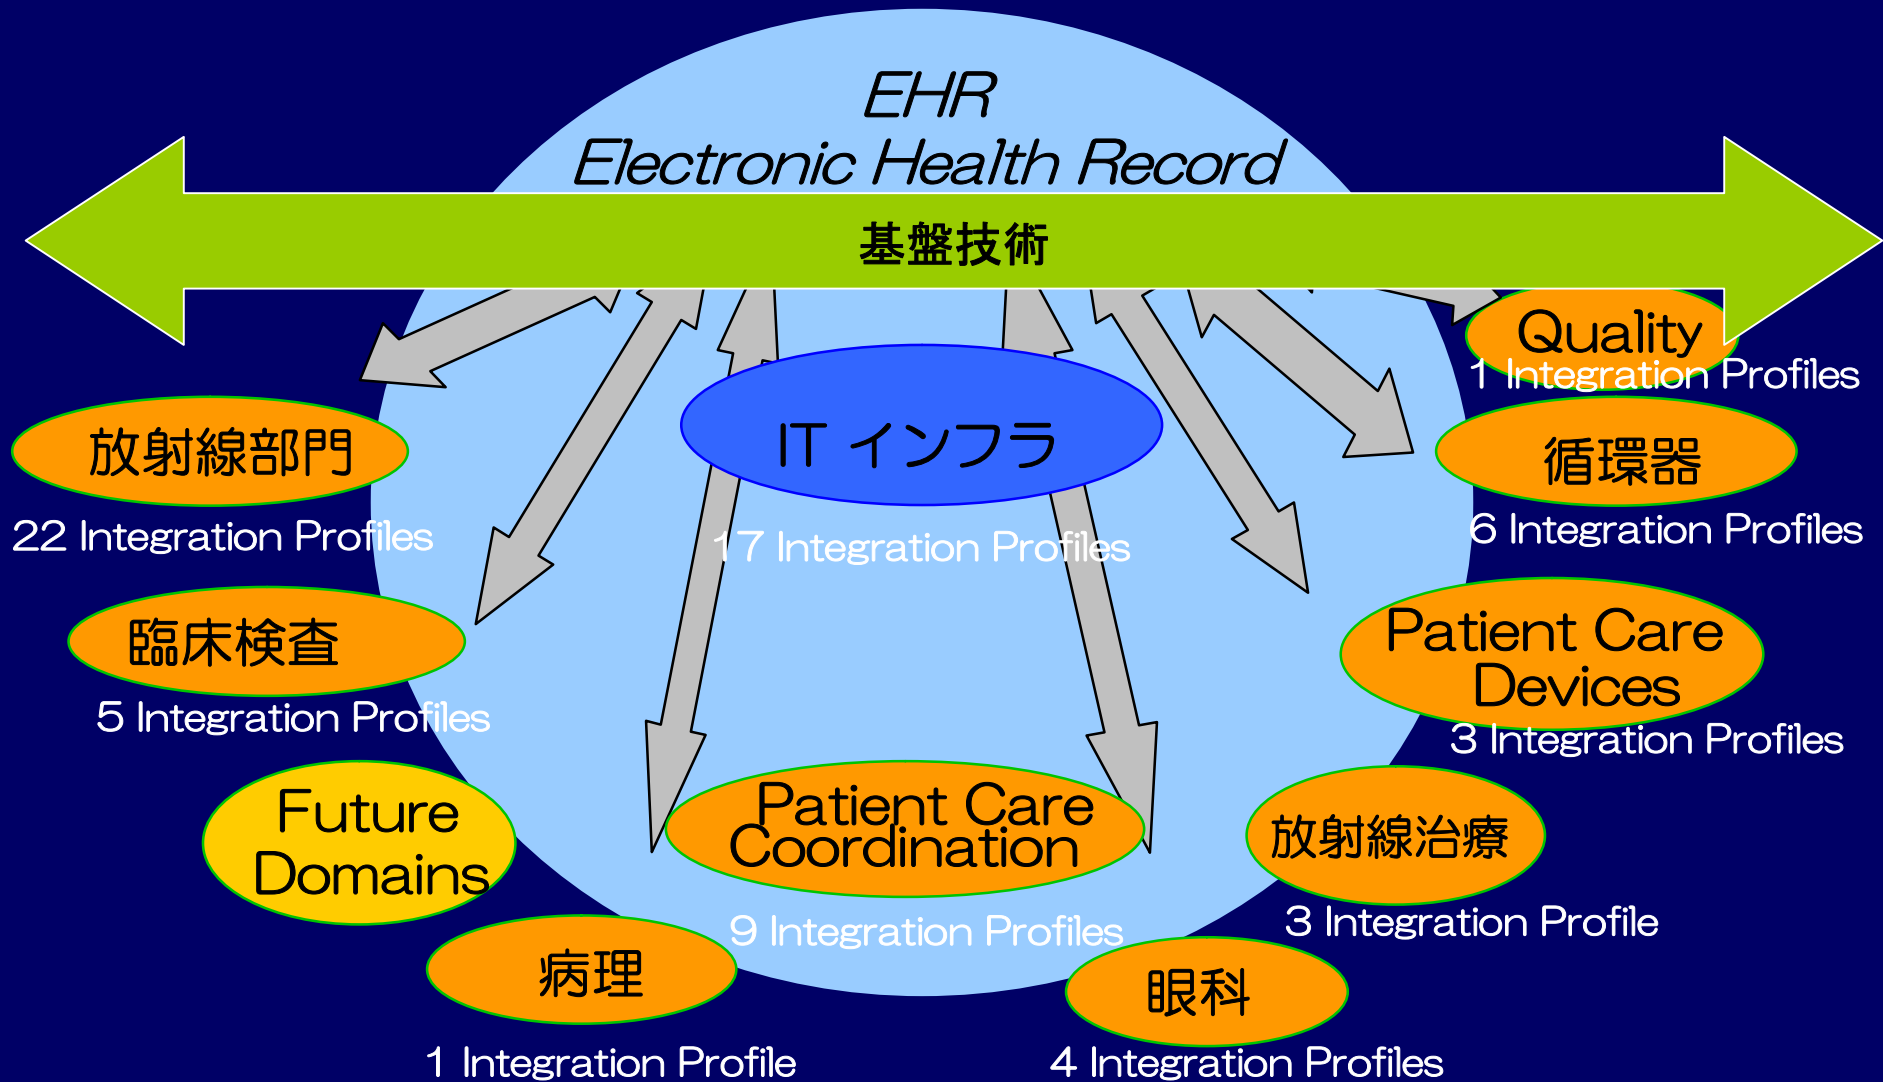 EHR
Electronic Health Record
基盤技術
Quality
1 Integration Profiles
放射線部門
22 Integration Profiles
IT インフラ
17 Integration Profiles
循環器
6 Integration Profiles
臨床検査
5 Integration Profiles
Patient Care
Devices
3 Integration Profiles
Future
Domains
Patient Care
Coordination
9 Integration Profiles
放射線治療
3 Integration Profile
病理
1 Integration Profile
眼科
4 Integration Profiles